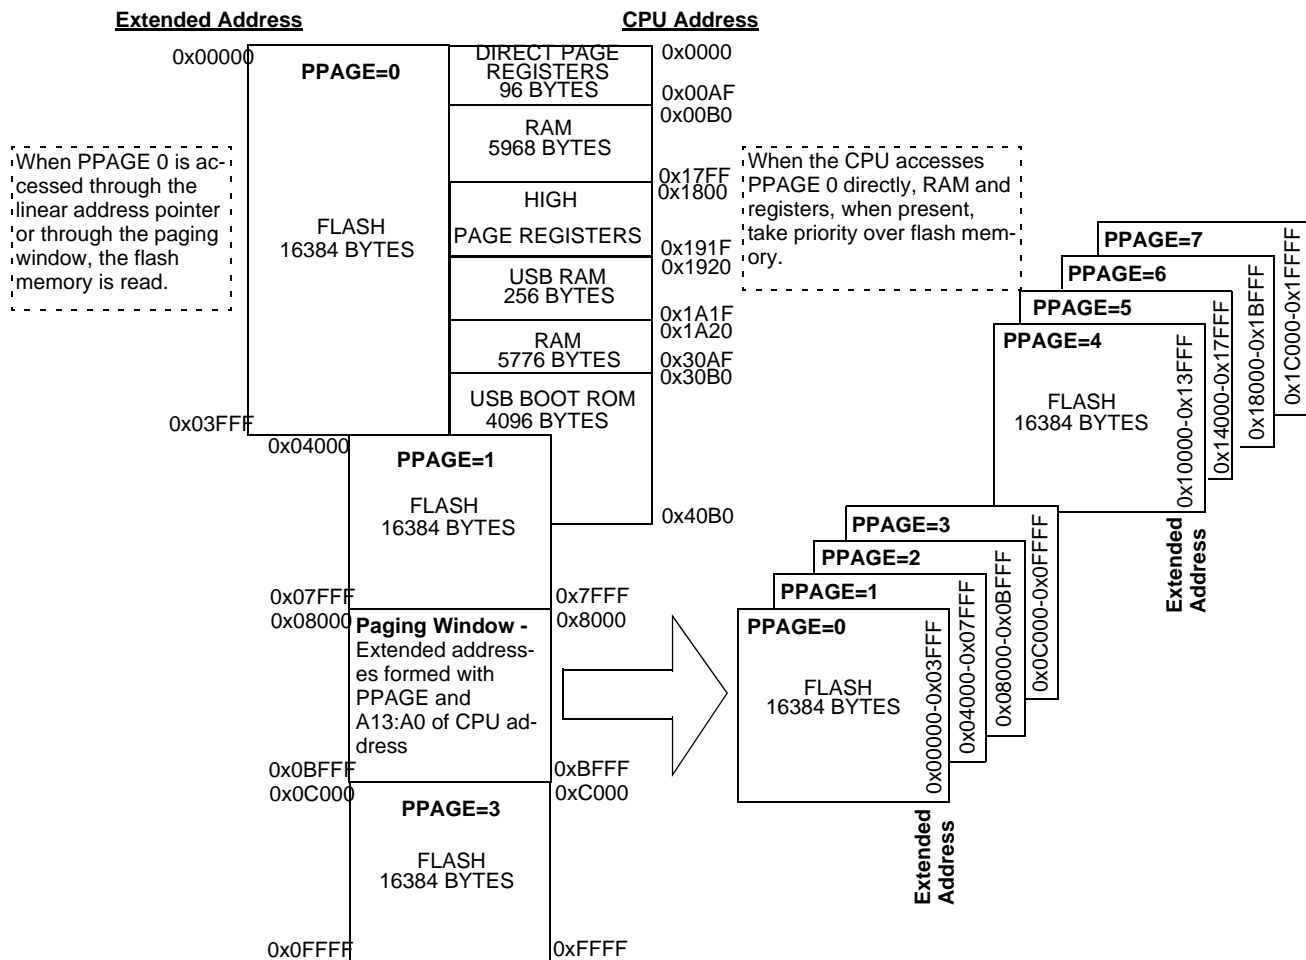 Extended Address
CPU Address
0x00000
PPAGE=0
DIRECT PAGE
REGISTERS
96 BYTES
0x0000
0x00AF
0x00B0
RAM
5968 BYTES
0x17FF
0x1800
When PPAGE 0 is ac-
cessed through the
linear address pointer
or through the paging
window, the flash
memory is read.
FLASH
16384 BYTES
HIGH
PAGE REGISTERS
0x191F
0x1920
USB RAM
256 BYTES
0x1A1F
0x1A20
RAM
5776 BYTES
0x30AF
0x30B0
USB BOOT ROM
4096 BYTES
0x40B0
When the CPU accesses
PPAGE 0 directly, RAM and
registers, when present,
take priority over flash mem-
ory.
0x03FFF
0x04000
PPAGE=1
FLASH
16384 BYTES
0x07FFF
0x7FFF
0x08000
0x8000
Paging Window -
Extended address-
es formed with
PPAGE and
A13:A0 of CPU ad-
dress
0x0BFFF
0xBFFF
0x0C000
0xC000
PPAGE=3
FLASH
16384 BYTES
0x0FFFF
0xFFFF
PPAGE=7
0x1C000-0x1FFFF
PPAGE=6
0x18000-0x1BFFF
PPAGE=5
0x14000-0x17FFF
PPAGE=4
FLASH
16384 BYTES
0x10000-0x13FFF
Extended
Address
PPAGE=3
0x0C000-0x0FFFF
PPAGE=2
0x08000-0x0BFFF
PPAGE=1
0x04000-0x07FFF
PPAGE=0
FLASH
16384 BYTES
0x00000-0x03FFF
Extended
Address